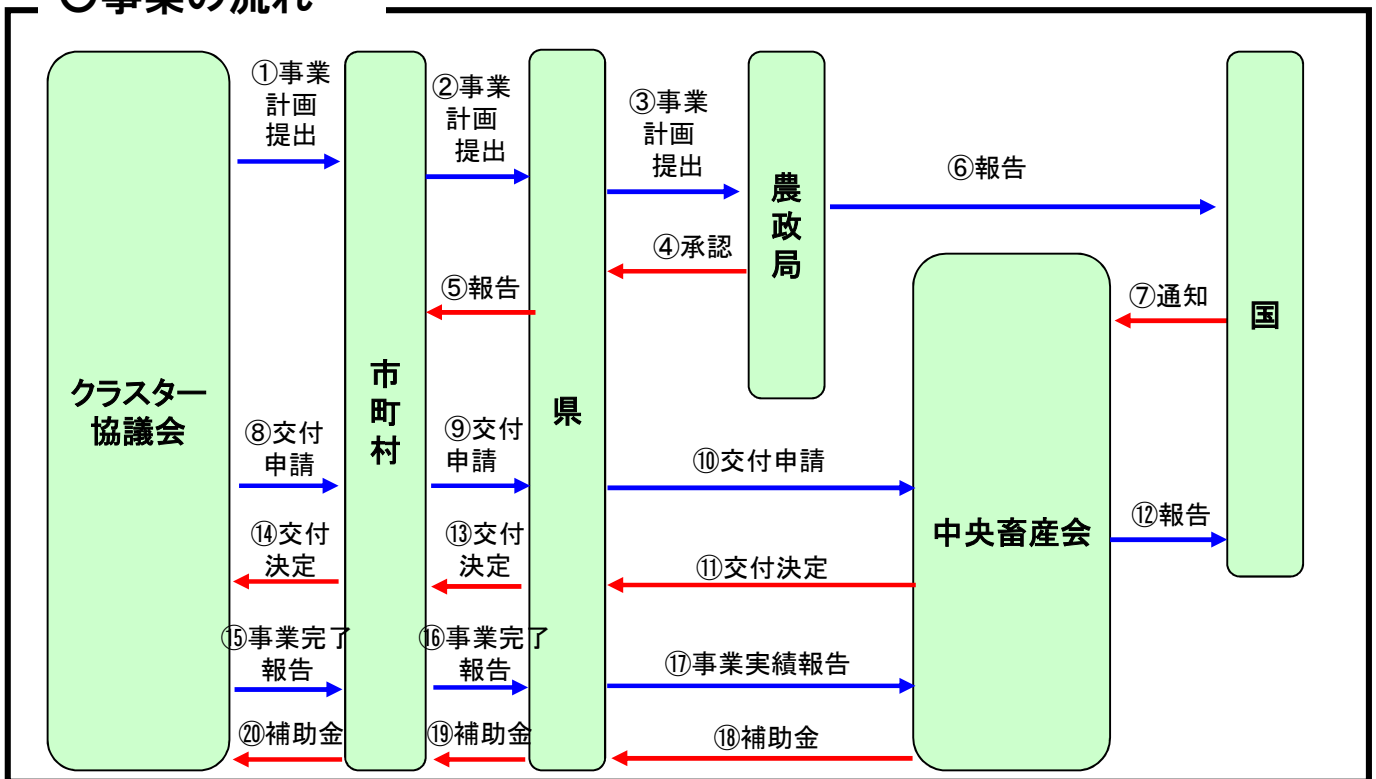 〇事業の流れ
①事業
計画
提出
②事業
計画
提出
③事業
計画
提出
④承認
⑤報告
⑥報告
⑦通知
クラスター
協議会
市町村
県
農政局
中央畜産会
国
⑧交付
申請
⑨交付
申請
⑩交付申請
⑪交付決定
⑫報告
⑬交付
決定
⑭交付
決定
⑮事業完了
報告
⑯事業完了
報告
⑰事業実績報告
⑱補助金
⑲補助金
⑳補助金